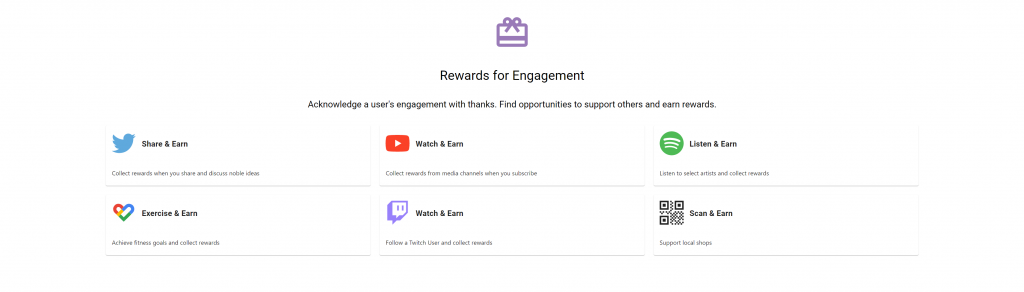 Rewards for Engagement
Acknowledge a user's engagement with thanks. Find opportunities to support others and earn rewards.
Share & Earn
Collect rewards when you share and discuss noble ideas
Watch & Earn
Collect rewards from media channels when you subscribe
Listen & Earn
Listen to select artists and collect rewards
Exercise & Earn
Achieve fitness goals and collect rewards
Watch & Earn
Follow a Twitch User and collect rewards
Scan & Earn
Support local shops